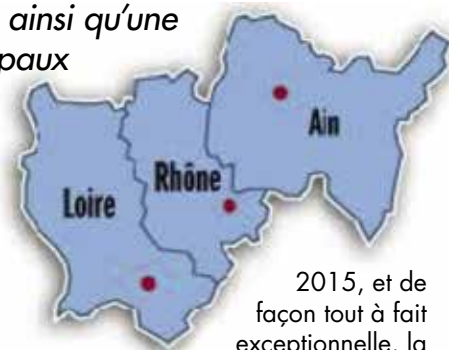 ainsi qu'une
paux
Ain
Rhône
Loire
2015, et de
façon tout à fait
exceptionnelle, la